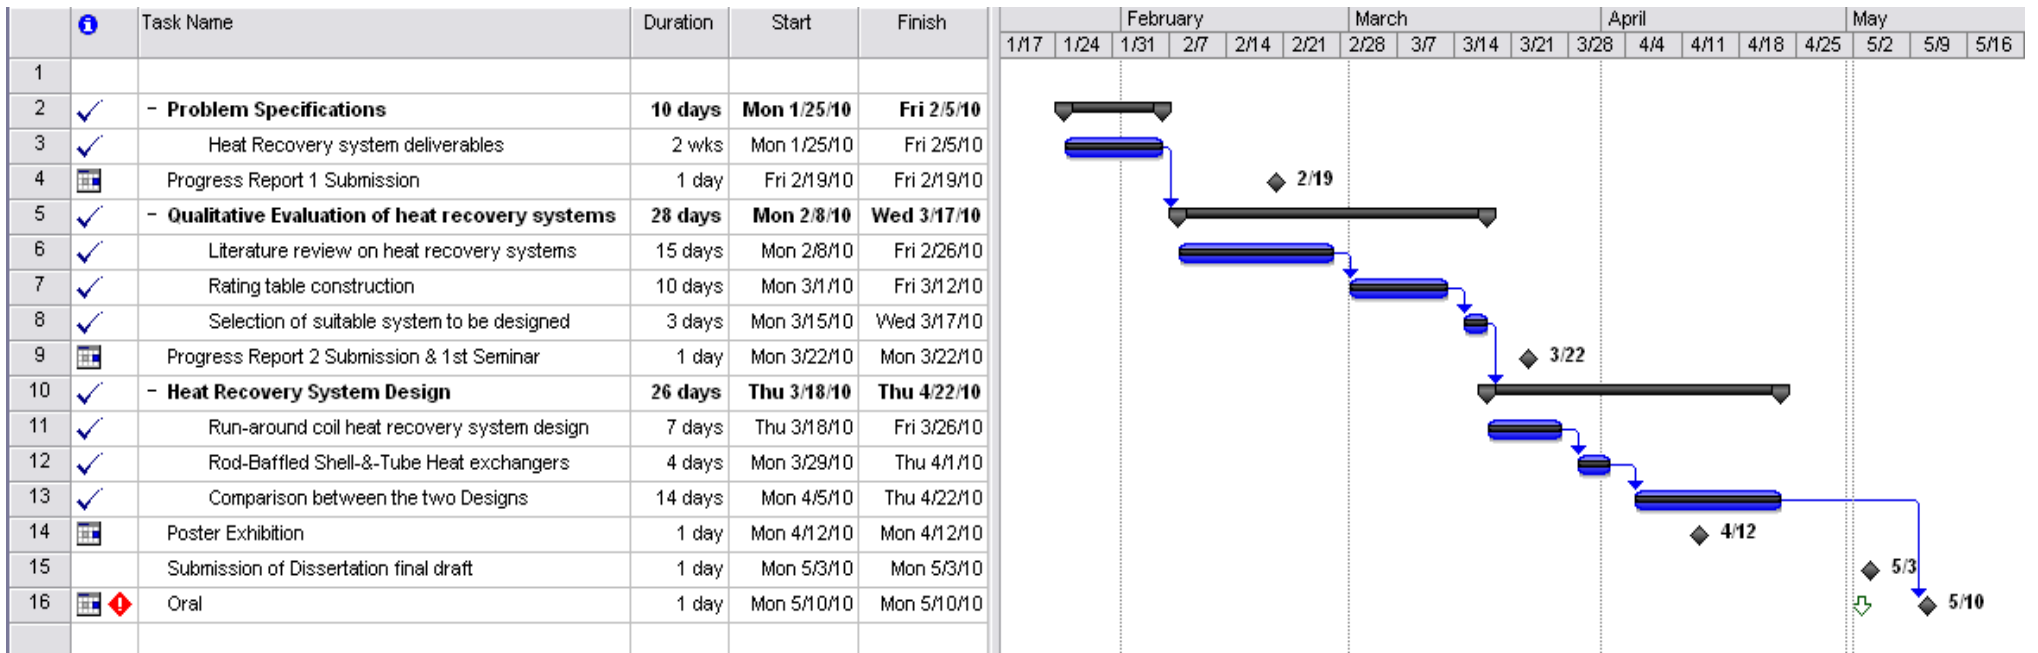 Task Name Duration Start Finish February March April May
1/17 1/24 1/31 2/7 2/14 2/21 2/28 3/7 3/14 3/21 3/28 4/4 4/11 4/18 4/25 5/2 5/9 5/16
1
2 − Problem Specifications 10 days Mon 1/25/10 Fri 2/5/10
3 Heat Recovery system deliverables 2 wks Mon 1/25/10 Fri 2/5/10
4 Progress Report 1 Submission 1 day Fri 2/19/10 Fri 2/19/10 2/19
5 − Qualitative Evaluation of heat recovery systems 28 days Mon 2/8/10 Wed 3/17/10
6 Literature review on heat recovery systems 15 days Mon 2/8/10 Fri 2/26/10
7 Rating table construction 10 days Mon 3/1/10 Fri 3/12/10
8 Selection of suitable system to be designed 3 days Mon 3/15/10 Wed 3/17/10
9 Progress Report 2 Submission & 1st Seminar 1 day Mon 3/22/10 Mon 3/22/10 3/22
10 − Heat Recovery System Design 26 days Thu 3/18/10 Thu 4/22/10
11 Run-around coil heat recovery system design 7 days Thu 3/18/10 Fri 3/26/10
12 Rod-Baffled Shell-&-Tube Heat exchangers 4 days Mon 3/29/10 Thu 4/1/10
13 Comparison between the two Designs 14 days Mon 4/5/10 Thu 4/22/10
14 Poster Exhibition 1 day Mon 4/12/10 Mon 4/12/10 4/12
15 Submission of Dissertation final draft 1 day Mon 5/3/10 Mon 5/3/10 5/3
16 Oral 1 day Mon 5/10/10 Mon 5/10/10 5/10